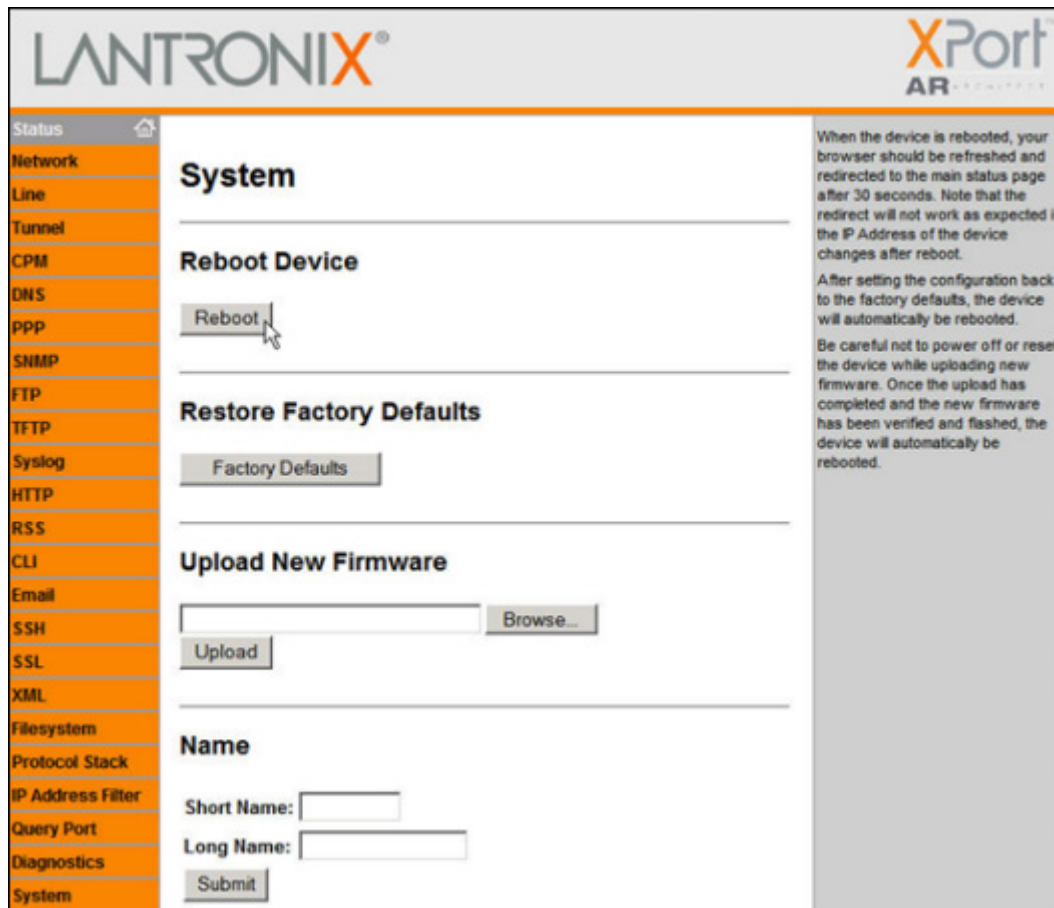 LANTRONIX®
XPort
AR
Status
Network
Line
Tunnel
CPM
DNS
PPP
SNMP
FTP
TFTP
Syslog
HTTP
RSS
CLI
Email
SSH
SSL
XML
Filesystem
Protocol Stack
IP Address Filter
Query Port
Diagnostics
System
System
Reboot Device
Reboot
Restore Factory Defaults
Factory Defaults
Upload New Firmware
Browse...
Upload
Name
Short Name:
Long Name:
Submit
When the device is rebooted, your
browser should be refreshed and
redirected to the main status page
after 30 seconds. Note that the
redirect will not work as expected i
the IP Address of the device
changes after reboot.
After setting the configuration back
to the factory defaults, the device
will automatically be rebooted.
Be careful not to power off or reset
the device while uploading new
firmware. Once the upload has
completed and the new firmware
has been verified and flashed, the
device will automatically be
rebooted.